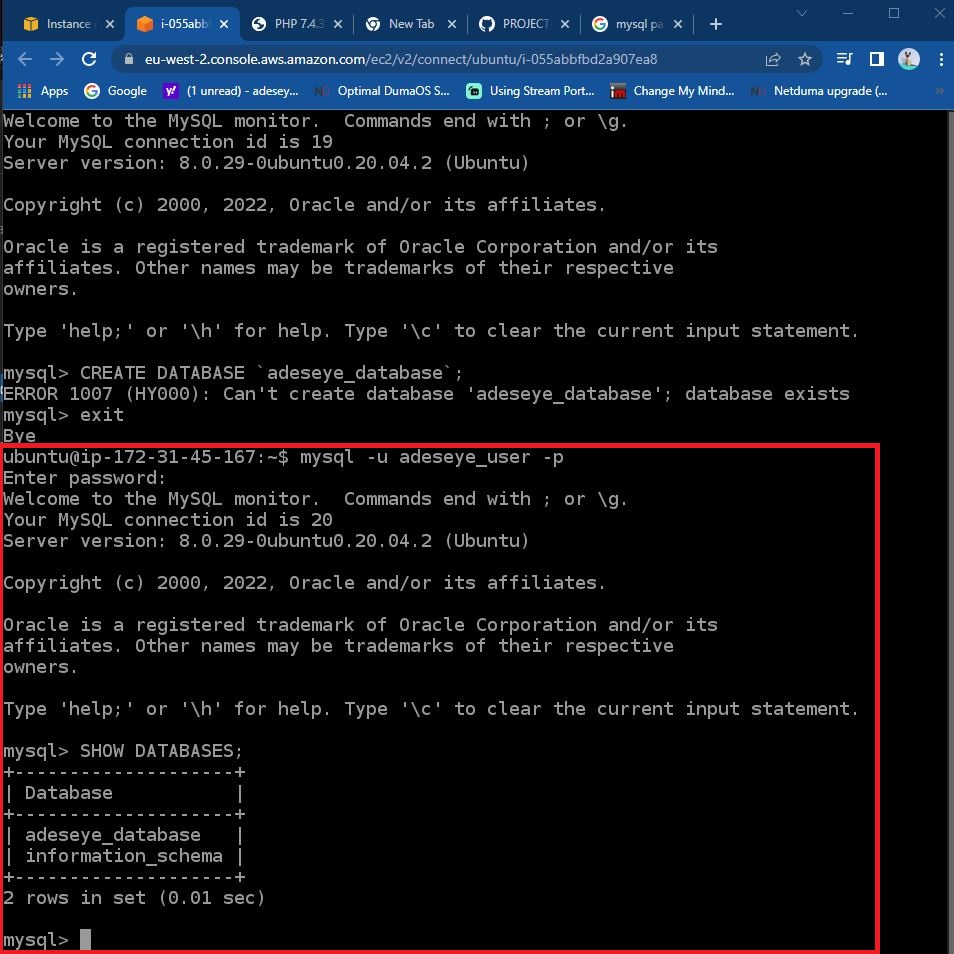 Instance
i-055abb
PHP 7.4.3
New Tab
PROJECT-
mysql pa
eu-west-2.console.aws.amazon.com/ec2/v2/connect/ubuntu/i-055abbfbd2a907ea8
Apps
Google
(1 unread) - adesey...
ND
Optimal DumaOS S...
Using Stream Port...
im
Change My Mind...
ND
Netduma upgrade (...
Welcome to the MySQL monitor.  Commands end with ; or \g.
Your MySQL connection id is 19
Server version: 8.0.29-0ubuntu0.20.04.2 (Ubuntu)
Copyright (c) 2000, 2022, Oracle and/or its affiliates.
Oracle is a registered trademark of Oracle Corporation and/or its
affiliates. Other names may be trademarks of their respective
owners.
Type 'help;' or '\h' for help. Type '\c' to clear the current input statement.
mysql> CREATE DATABASE `adeseye_database`;
ERROR 1007 (HY000): Can't create database 'adeseye_database'; database exists
mysql> exit
Bye
ubuntu@ip-172-31-45-167:~$ mysql -u adeseye_user -p
Enter password:
Welcome to the MySQL monitor.  Commands end with ; or \g.
Your MySQL connection id is 20
Server version: 8.0.29-0ubuntu0.20.04.2 (Ubuntu)
Copyright (c) 2000, 2022, Oracle and/or its affiliates.
Oracle is a registered trademark of Oracle Corporation and/or its
affiliates. Other names may be trademarks of their respective
owners.
Type 'help;' or '\h' for help. Type '\c' to clear the current input statement.
mysql> SHOW DATABASES;
+--------------------+
| Database           |
+--------------------+
| adeseye_database   |
| information_schema |
+--------------------+
2 rows in set (0.01 sec)
mysql>